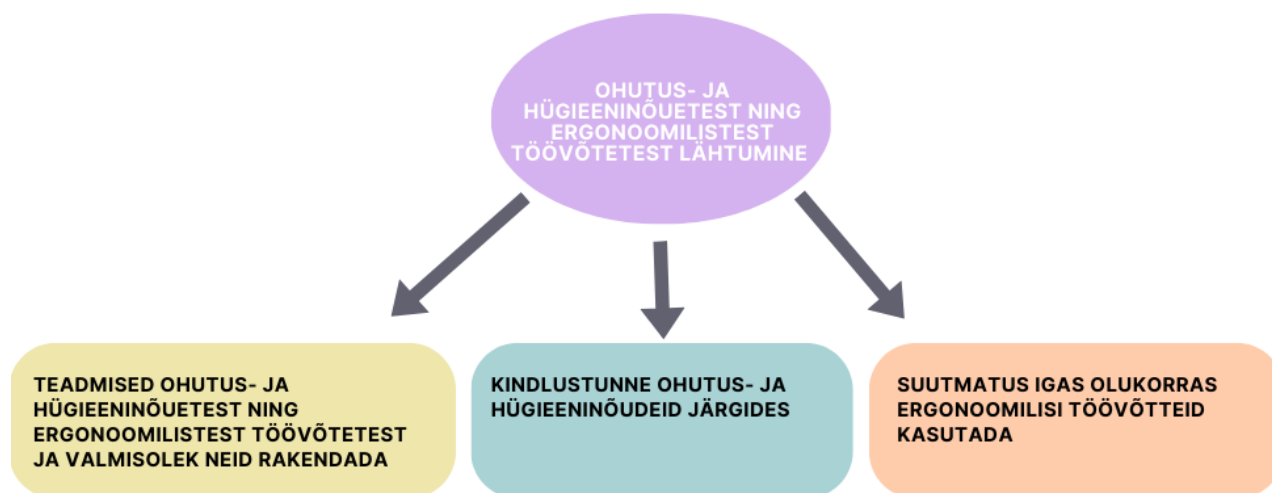 OHUTUS- JA
HÜGIEENINÕUETEST NING
ERGONOOMILISTEST
TÖÖVÕTETEST LÄHTUMINE
TEADMISED OHUTUS- JA
HÜGIEENINÕUETEST NING
ERGONOOMILISTEST TÖÖVÕTETEST
JA VALMISOLEK NEID RAKENDADA
KINDLUSTUNNE OHUTUS- JA
HÜGIEENINÕUDEID JÄRGIDES
SUUTMATUS IGAS OLUKORRAS
ERGONOOMILISI TÖÖVÕTTEID
KASUTADA